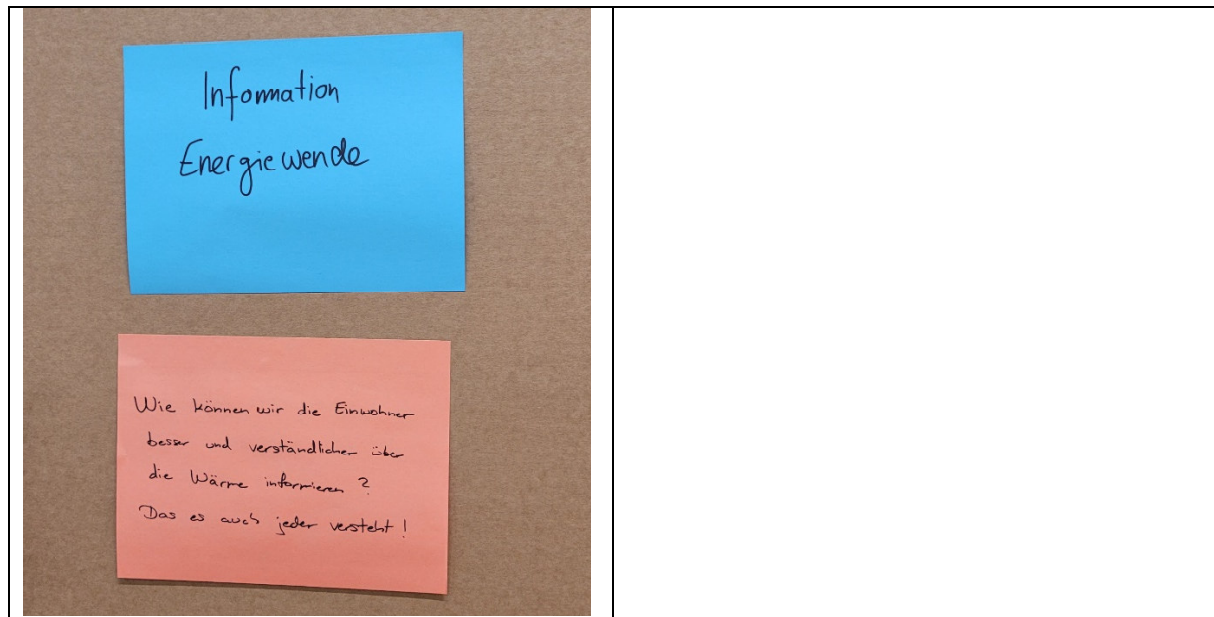 Information
Energiewende
Wie können wir die Einwohner
besser und verständlicher über
die Wärme informieren?
Das es auch jeder versteht!